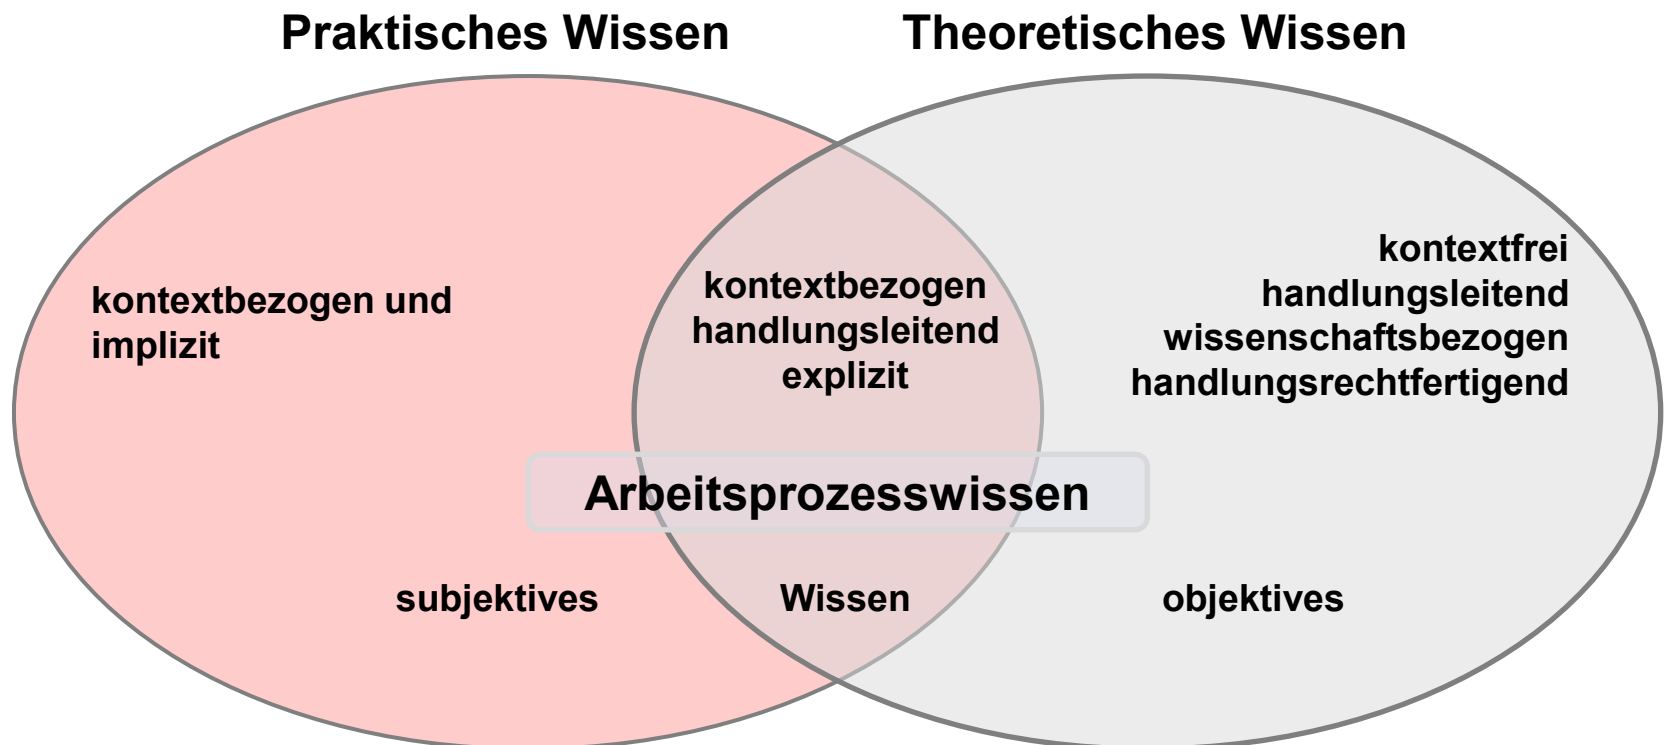 Praktisches Wissen
Theoretisches Wissen
kontextbezogen und
implizit
kontextbezogen
handlungsleitend
explizit
kontextfrei
handlungsleitend
wissenschaftsbezogen
handlungsrechtfertigend
Arbeitsprozesswissen
subjektives
Wissen
objektives